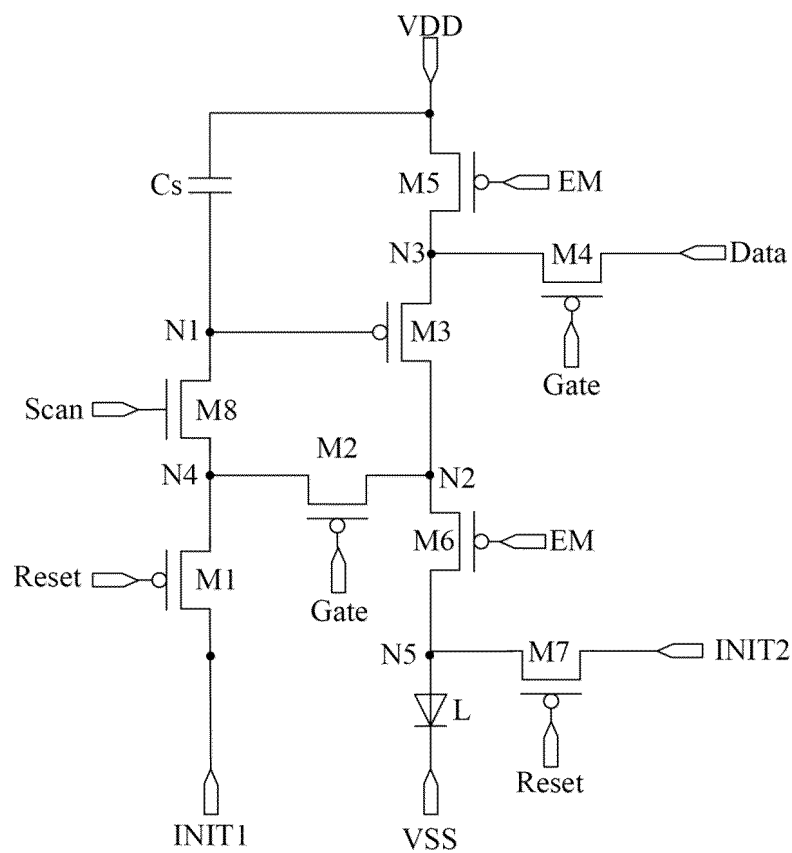 VDD
Cs
M5
EM
N3
M4
Data
N1
M3
Gate
Scan
M8
M2
N4
N2
M6
EM
Reset
M1
Gate
N5
M7
INIT2
L
Reset
INIT1
VSS